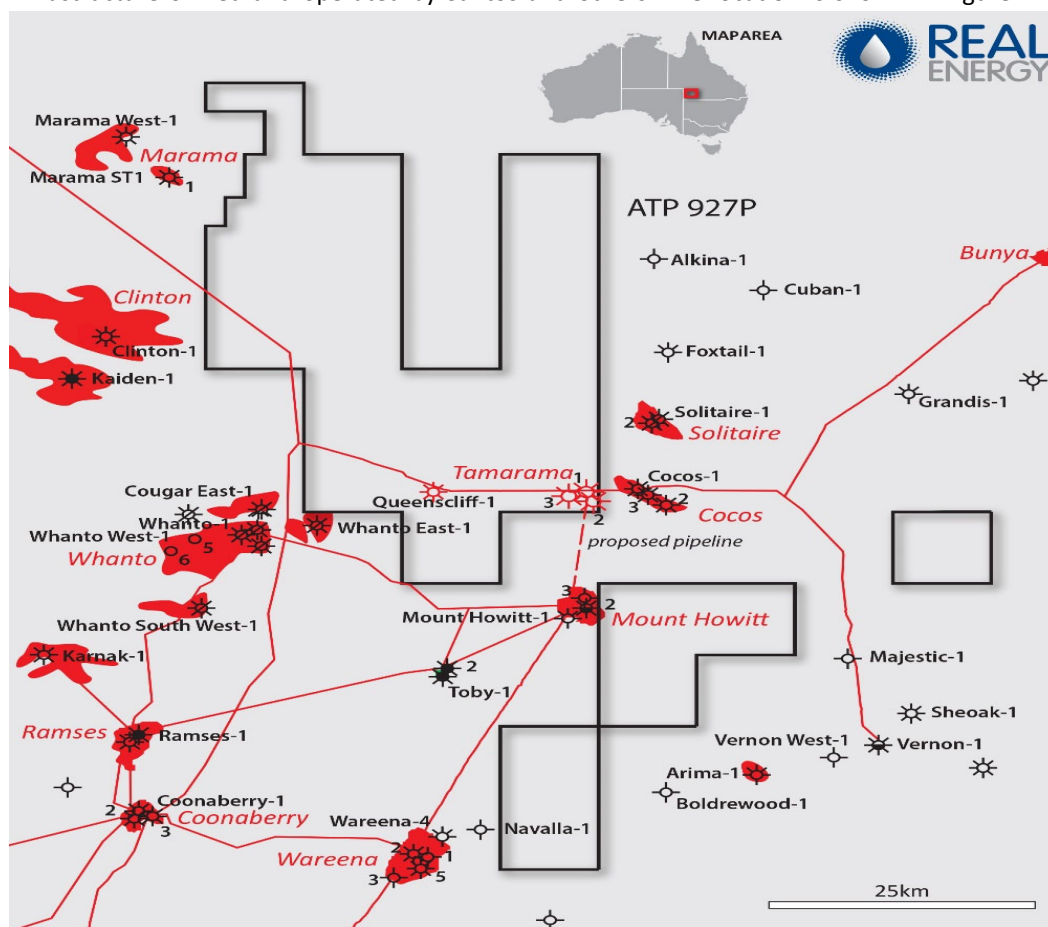 MAPAREA
REAL
ENERGY
Marama West-1
Marama
Marama ST1
1
ATP 927P
Alkina-1
Bunya
Cuban-1
Clinton
Clinton-1
Foxtail-1
Kaiden-1
Grandis-1
Solitaire-1
2
Solitaire
Tamarama
1
Cocos-1
Queenscliff-1
3
2
3
2
Cocos
Cougar East-1
Whanto-1
Whanto East-1
Whanto West-1
5
6
Whanto
proposed pipeline
3
2
Mount Howitt-1
Mount Howitt
Whanto South West-1
Karnak-1
2
Toby-1
Majestic-1
Ramses
Ramses-1
Sheoak-1
Vernon West-1
Vernon-1
Arima-1
Boldrewood-1
Coonaberry-1
2
3
Coonaberry
Wareena-4
Navalla-1
2
1
Wareena
3
5
25km